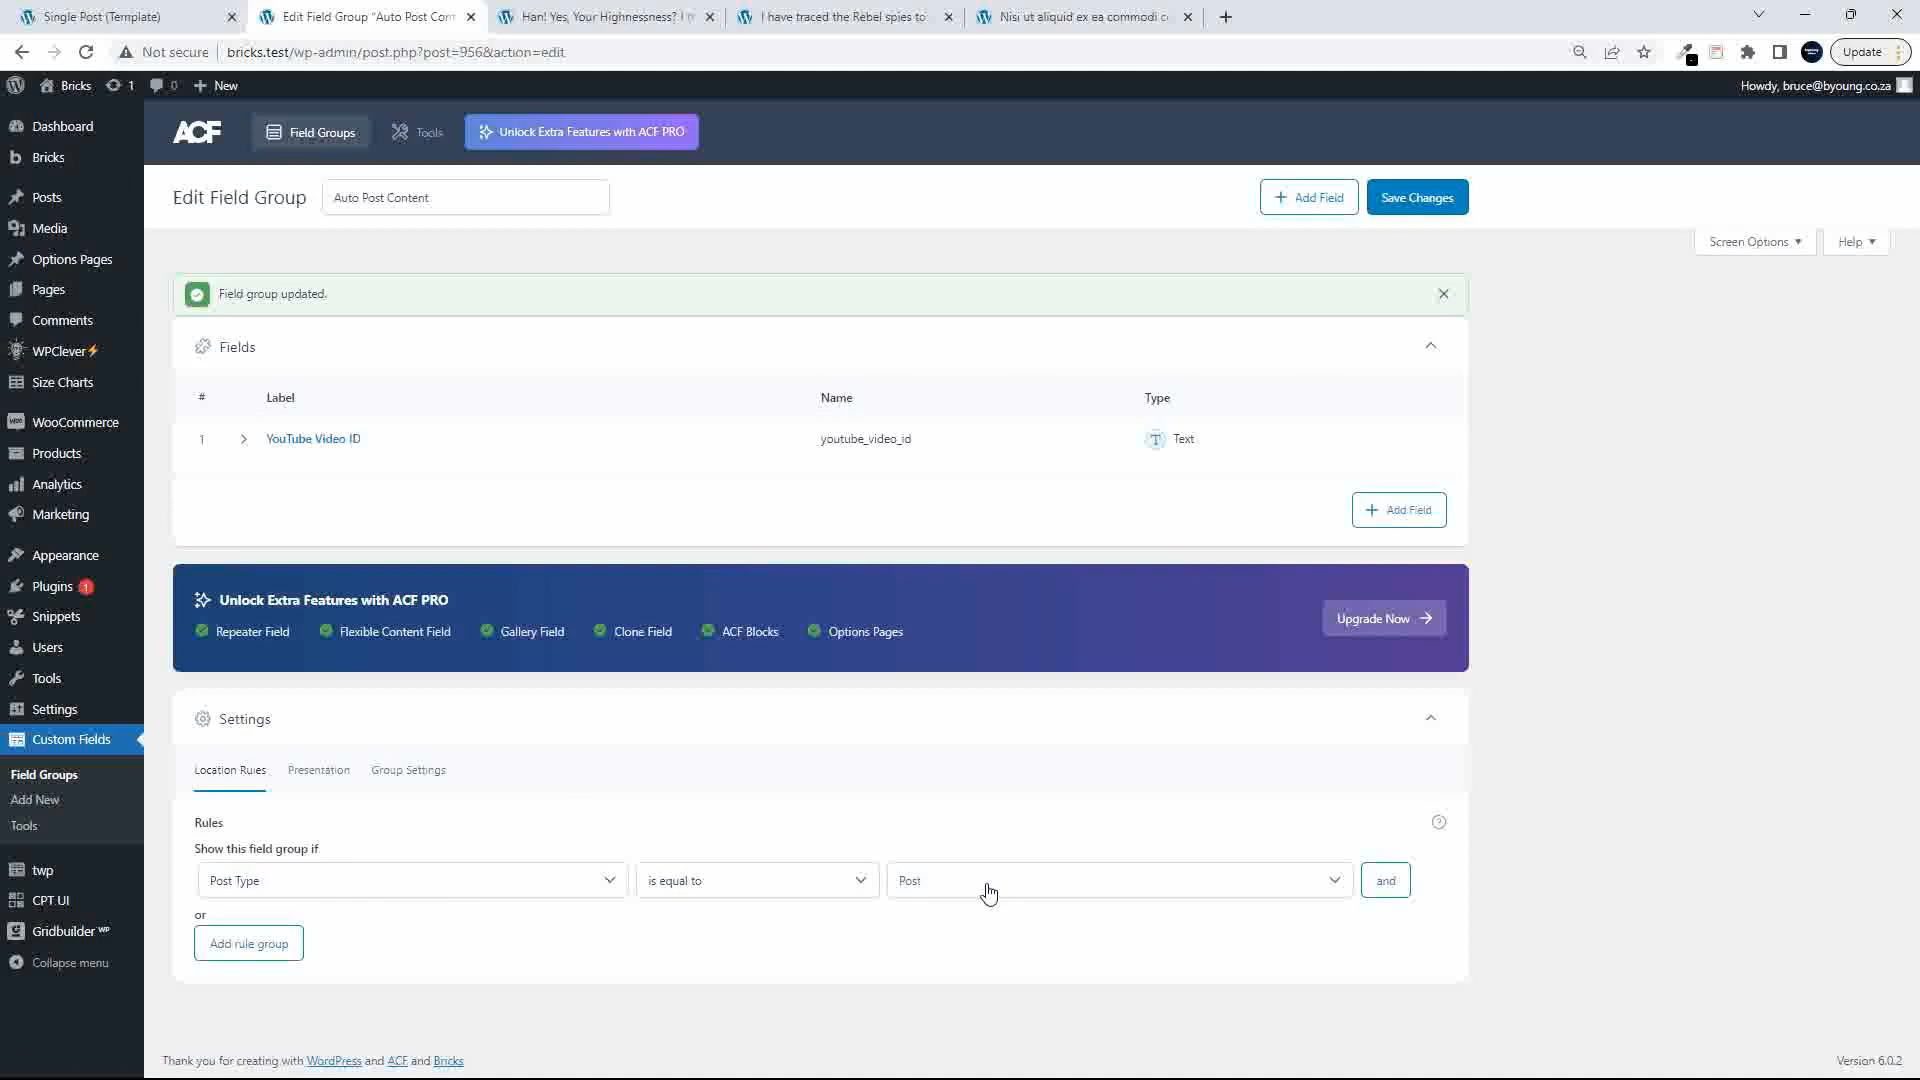 Single Post (Template)
Edit Field Group "Auto Post Con
Han! Yes, Your Highnessness? I
I have traced the Rebel spies to
Nisi ut aliquid ex ea commodi c
Not secure
bricks.test/wp-admin/post.php?post=956&action=edit
Update
Bricks
1
0
New
Howdy, bruce@byoung.co.za
Dashboard
Bricks
Posts
Media
Options Pages
Pages
Comments
WPClever⚡
Size Charts
WooCommerce
Products
Analytics
Marketing
Appearance
Plugins 1
Snippets
Users
Tools
Settings
Custom Fields
Field Groups
Add New
Tools
twp
CPT UI
Gridbuilder WP
Collapse menu
ACF
Field Groups
Tools
Unlock Extra Features with ACF PRO
Edit Field Group
Auto Post Content
+ Add Field
Save Changes
Screen Options ▼
Help ▼
Field group updated.
Fields
# Label Name Type
1 YouTube Video ID youtube_video_id T Text
+ Add Field
Unlock Extra Features with ACF PRO
Repeater Field Flexible Content Field Gallery Field Clone Field ACF Blocks Options Pages
Upgrade Now →
Settings
Location Rules Presentation Group Settings
Rules
Show this field group if
Post Type is equal to Post and
or
Add rule group
Thank you for creating with WordPress and ACF and Bricks
Version 6.0.2